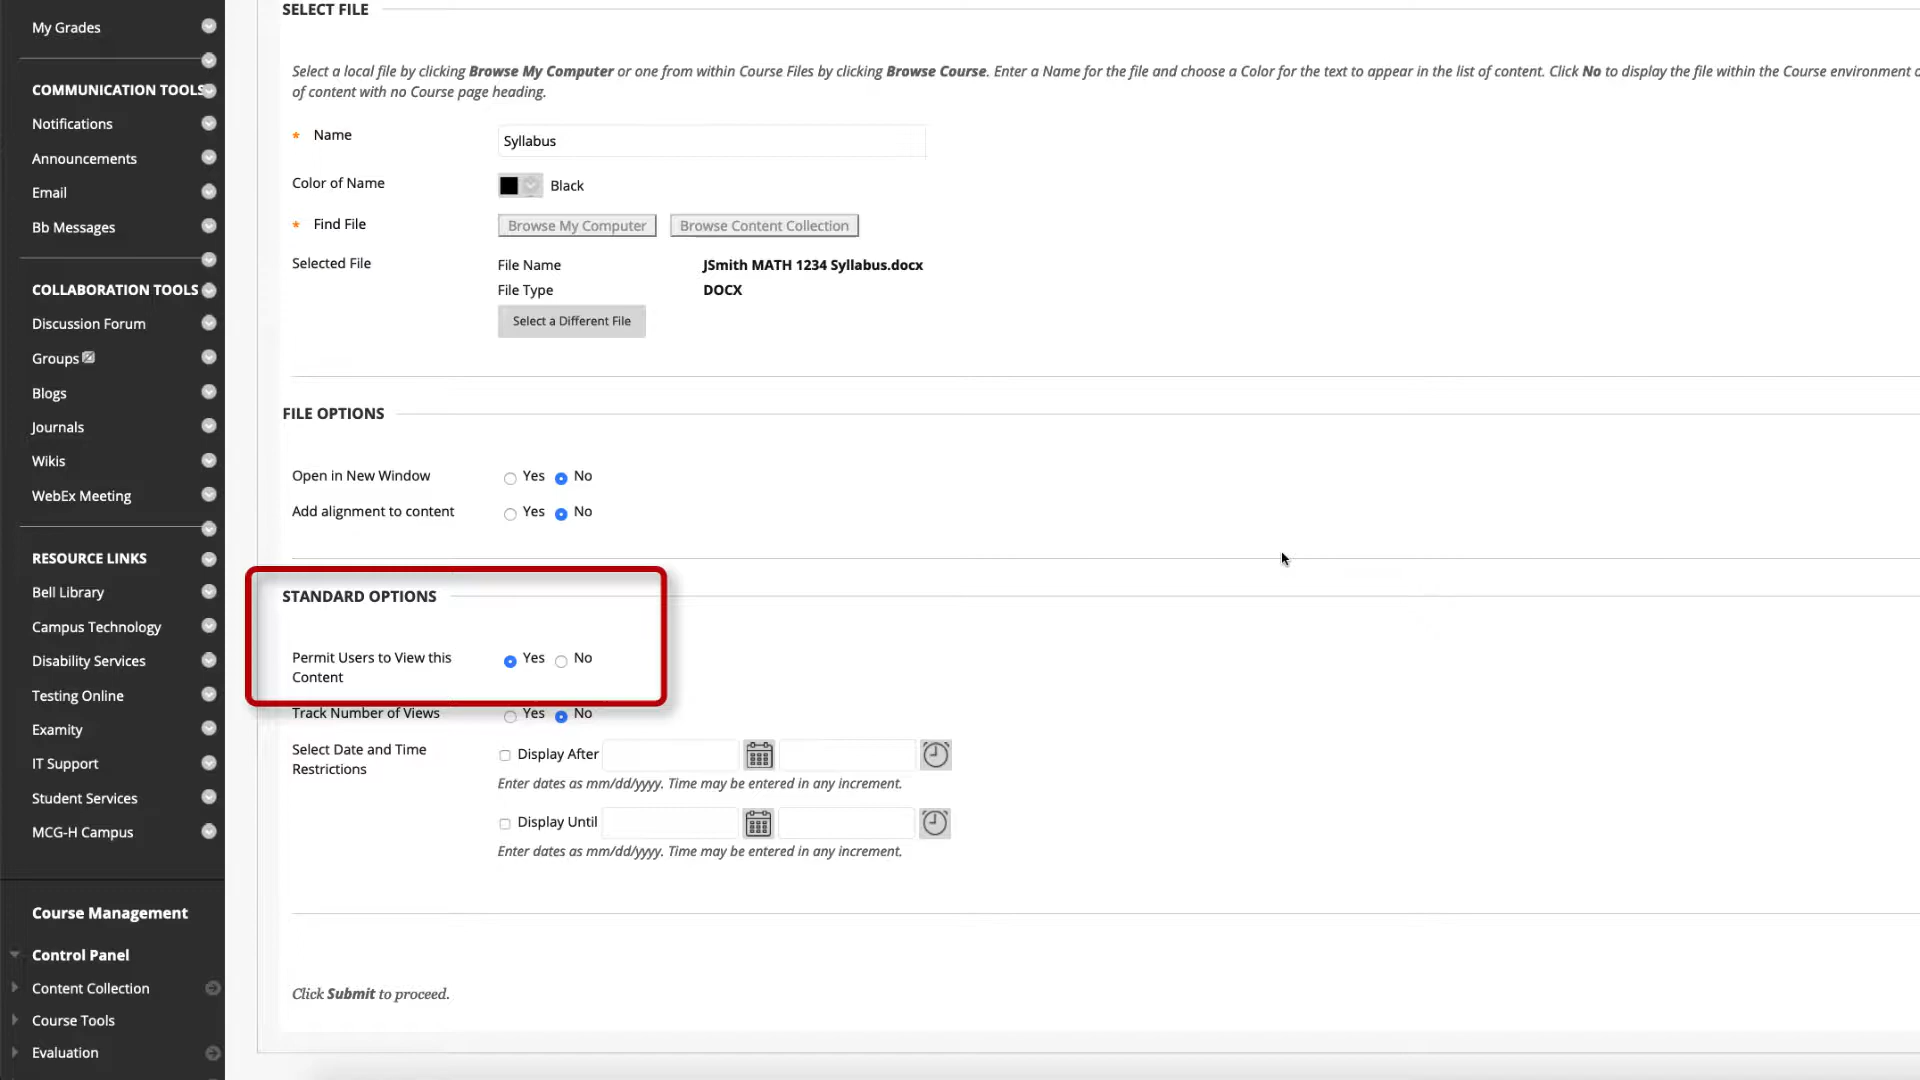 My Grades
COMMUNICATION TOOLS
Notifications
Announcements
Email
Bb Messages
COLLABORATION TOOLS
Discussion Forum
Groups
Blogs
Journals
Wikis
WebEx Meeting
RESOURCE LINKS
Bell Library
Campus Technology
Disability Services
Testing Online
Examity
IT Support
Student Services
MCG-H Campus
Course Management
Control Panel
Content Collection
Course Tools
Evaluation
SELECT FILE
Select a local file by clicking Browse My Computer or one from within Course Files by clicking Browse Course. Enter a Name for the file and choose a Color for the text to appear in the list of content. Click No to display the file within the Course environment
of content with no Course page heading.
* Name Syllabus
Color of Name Black
* Find File Browse My Computer Browse Content Collection
Selected File File Name JSmith MATH 1234 Syllabus.docx
File Type DOCX
Select a Different File
FILE OPTIONS
Open in New Window Yes No
Add alignment to content Yes No
STANDARD OPTIONS
Permit Users to View this Yes No
Content
Track Number of Views Yes No
Select Date and Time Display After
Restrictions
Enter dates as mm/dd/yyyy. Time may be entered in any increment.
Display Until
Enter dates as mm/dd/yyyy. Time may be entered in any increment.
Click Submit to proceed.